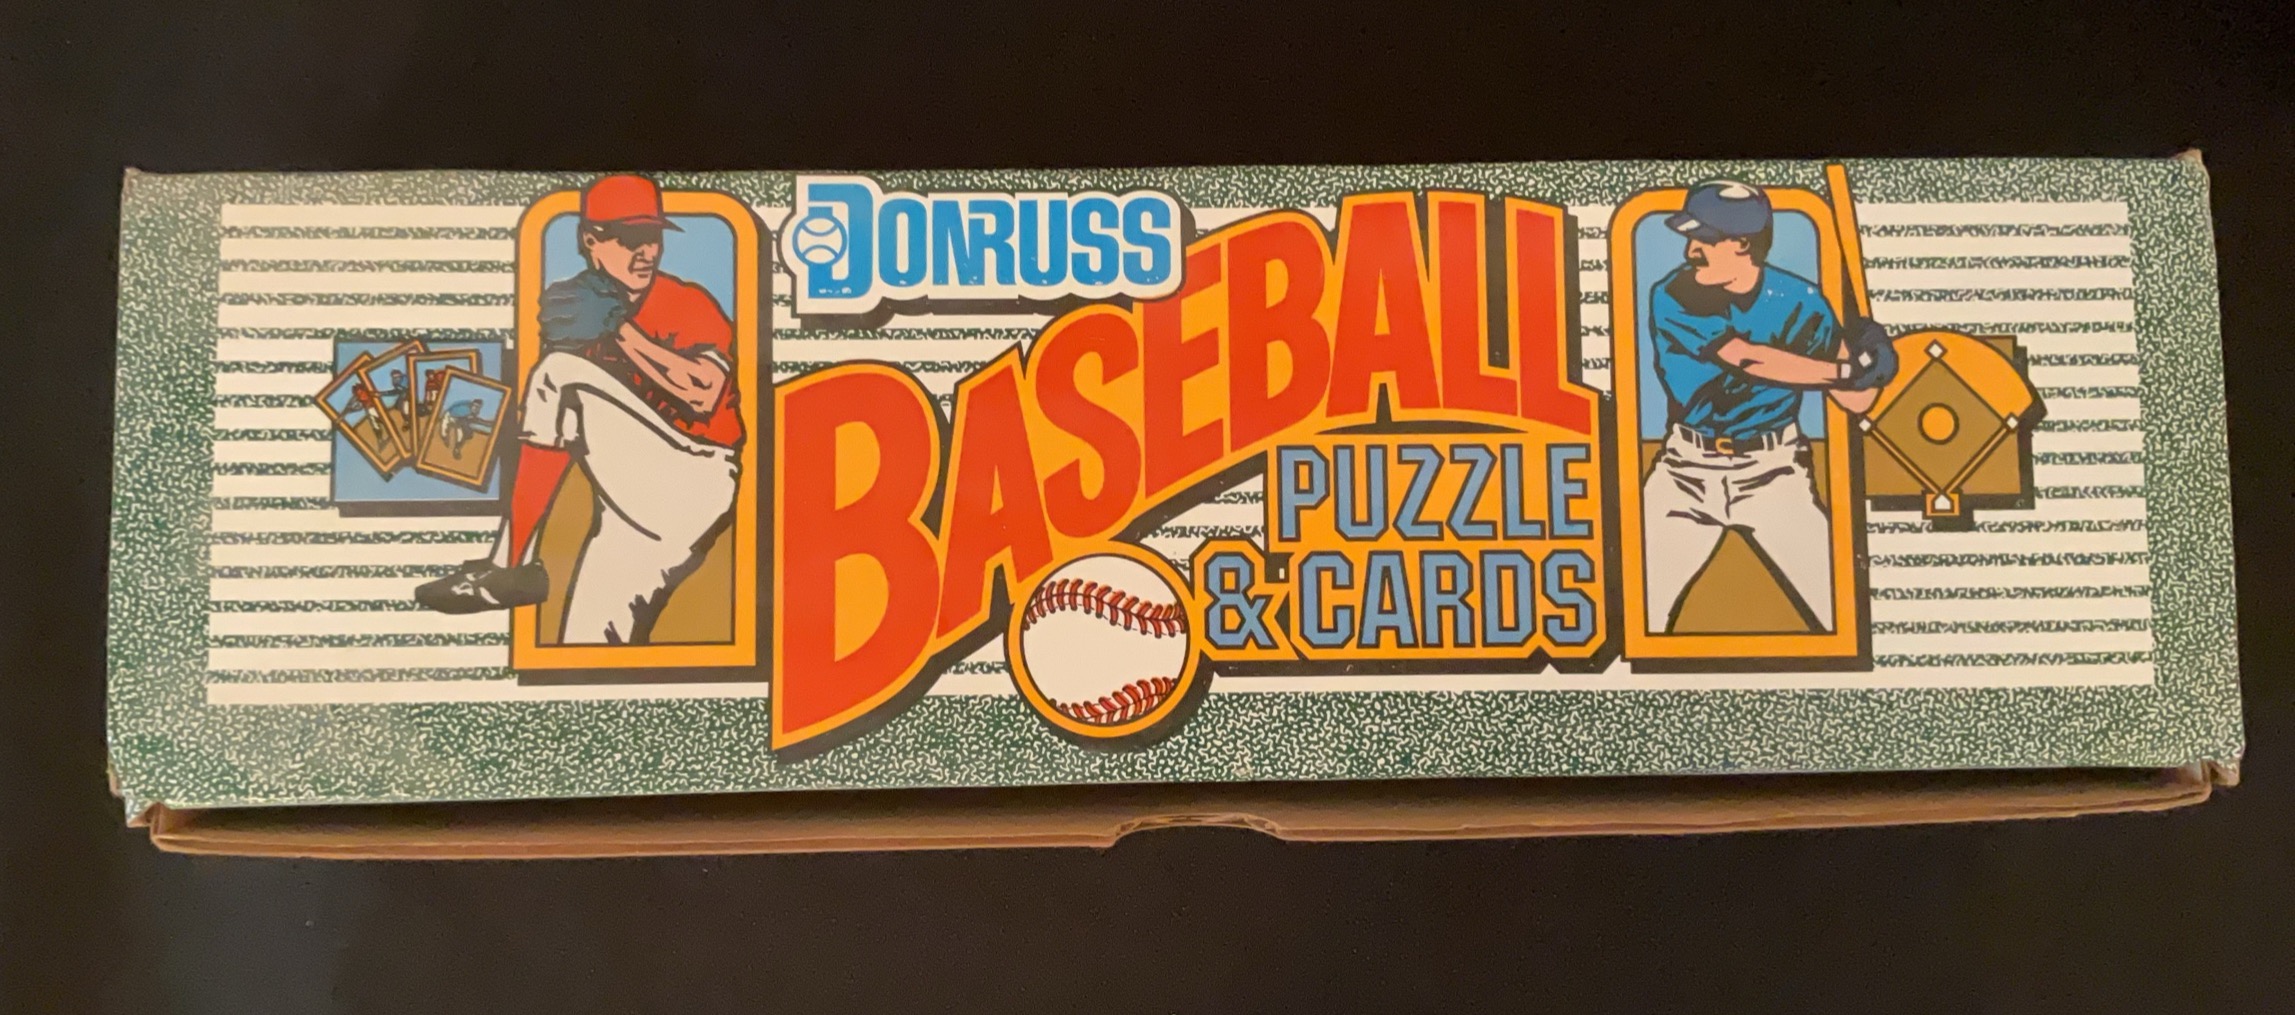 DONRUSS
BASEBALL
PUZZLE
& CARDS